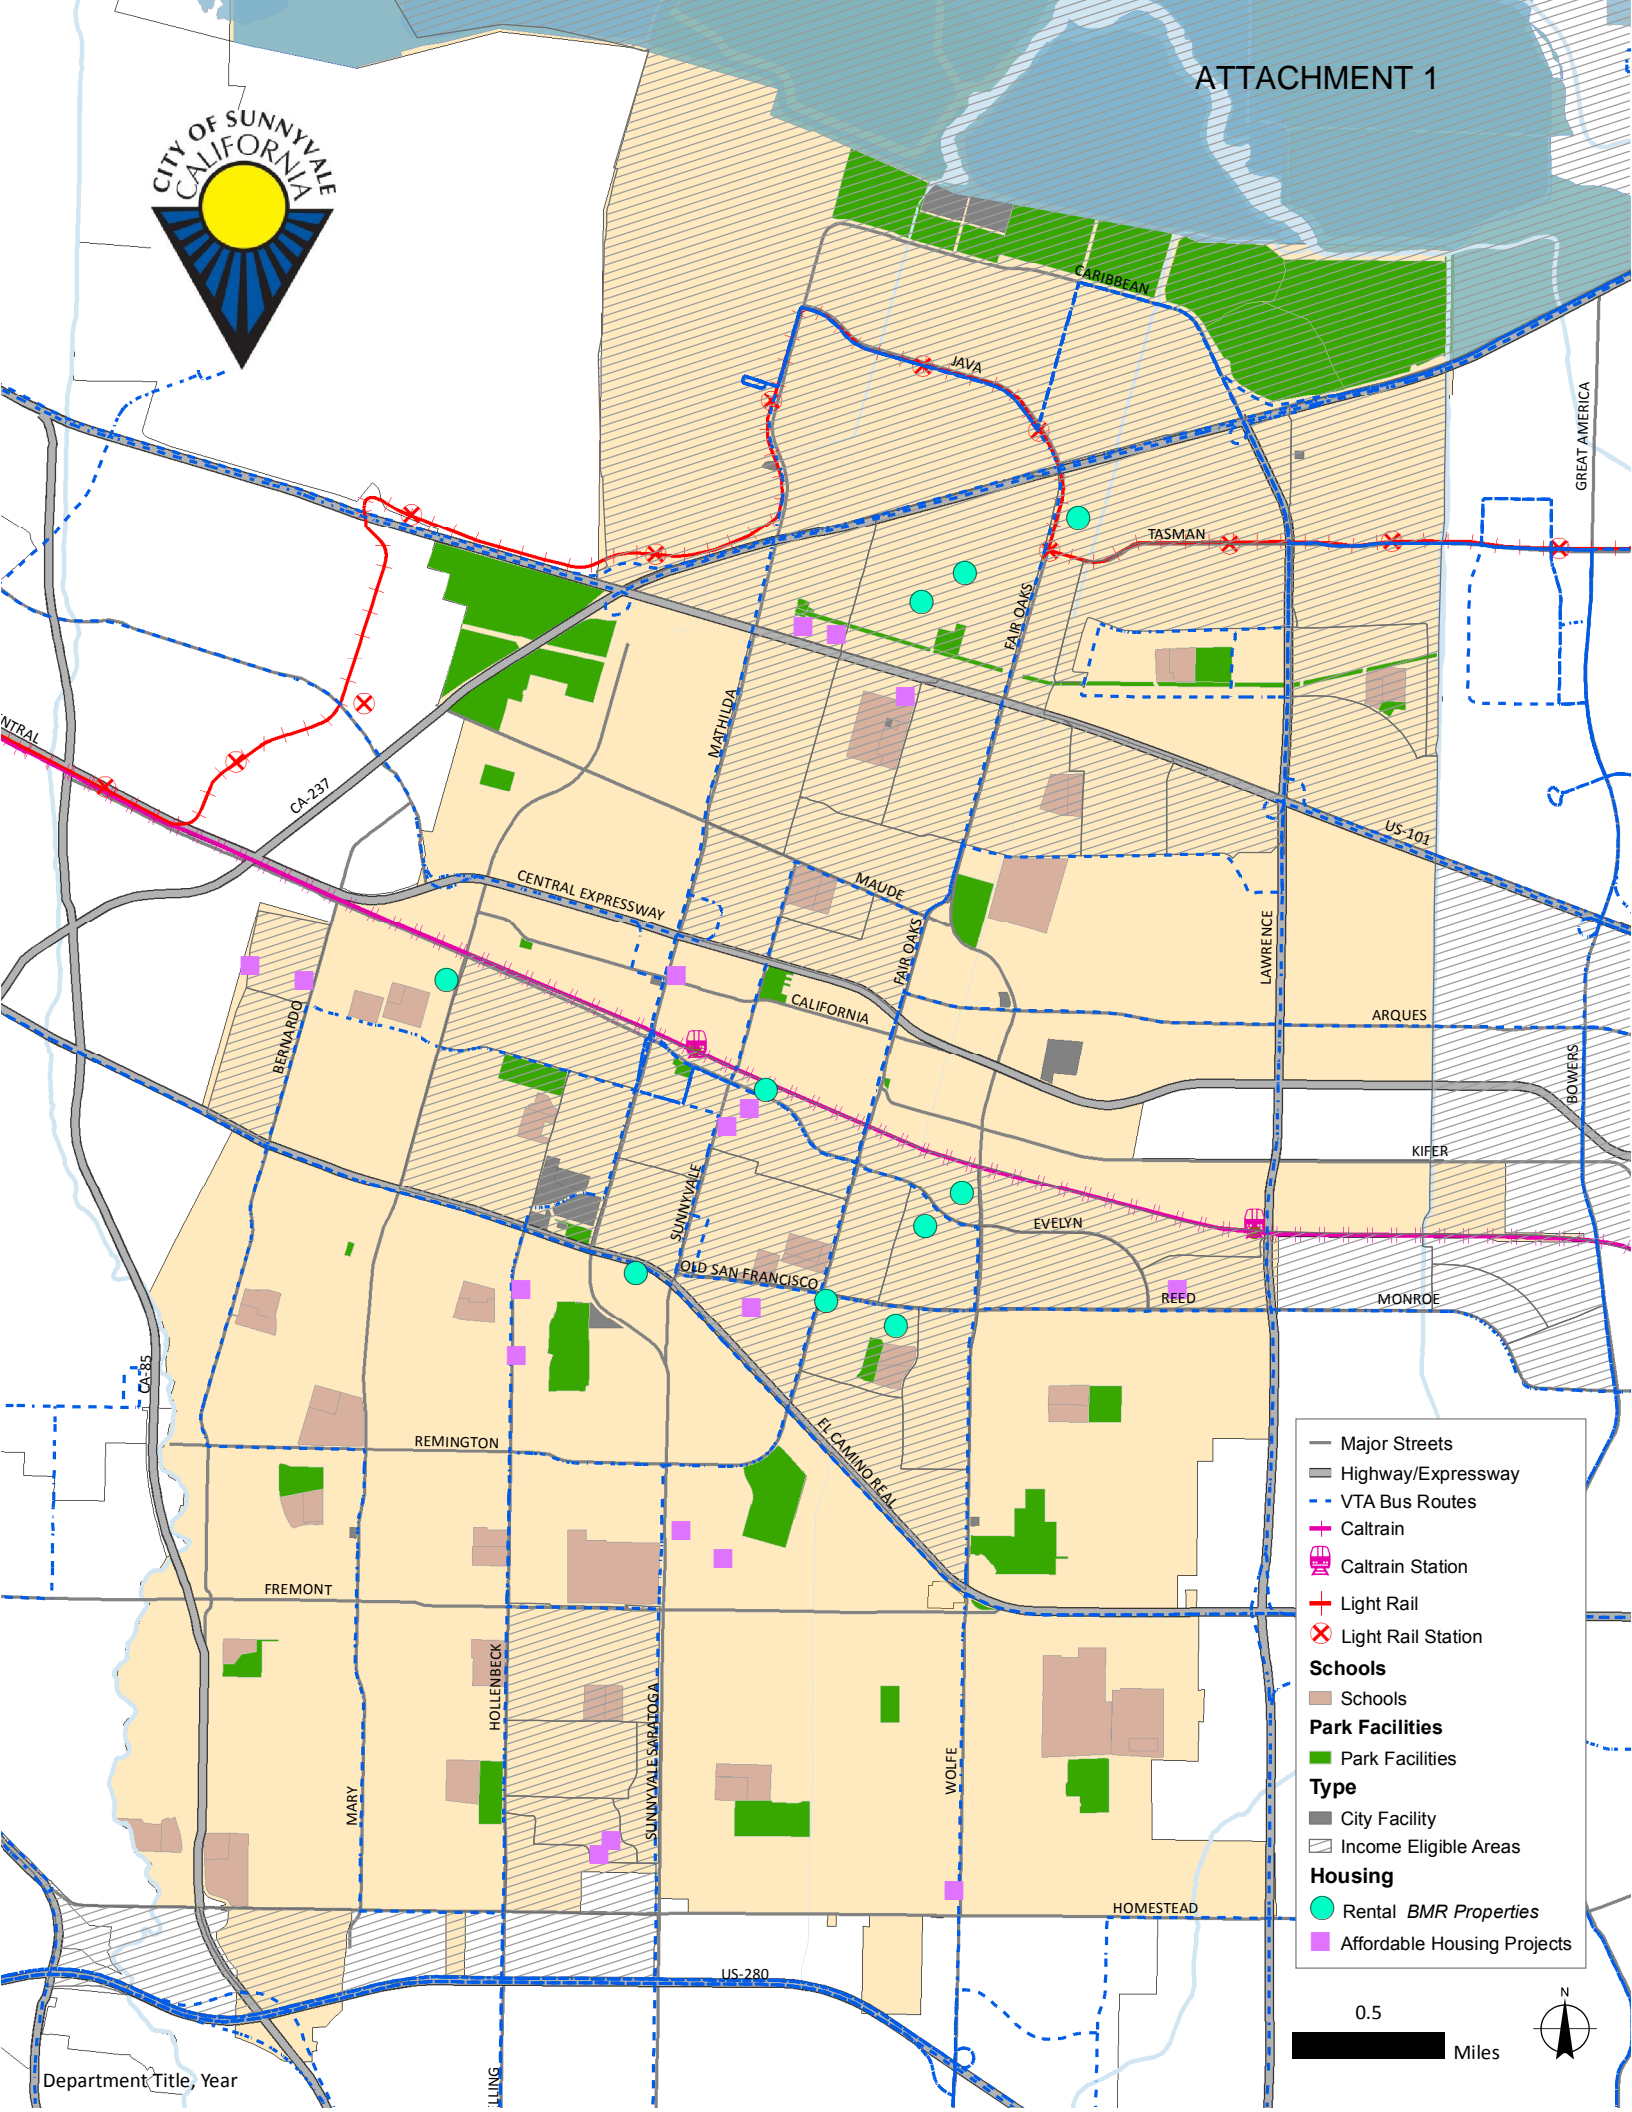 ATTACHMENT 1
CITY OF SUNNYVALE
CALIFORNIA
CARIBBEAN
JAVA
GREAT AMERICA
TASMAN
FAIR OAKS
MATHILDA
NTRAL
CA-237
US-101
CENTRAL EXPRESSWAY
MAUDE
FAIR OAKS
LAWRENCE
CALIFORNIA
ARQUES
BERNARDO
BOWERS
KIFER
SUNNYVALE
EVELYN
OLD SAN FRANCISCO
REED
MONROE
CA-85
REMINGTON
EL CAMINO REAL
FREMONT
HOLLENBECK
SUNNYVALE SARATOGA
MARY
WOLFE
HOMESTEAD
US-280
LLING
Major Streets
Highway/Expressway
VTA Bus Routes
Caltrain
Caltrain Station
Light Rail
Light Rail Station
Schools
Schools
Park Facilities
Park Facilities
Type
City Facility
Income Eligible Areas
Housing
Rental BMR Properties
Affordable Housing Projects
N
0.5
Miles
Department Title, Year